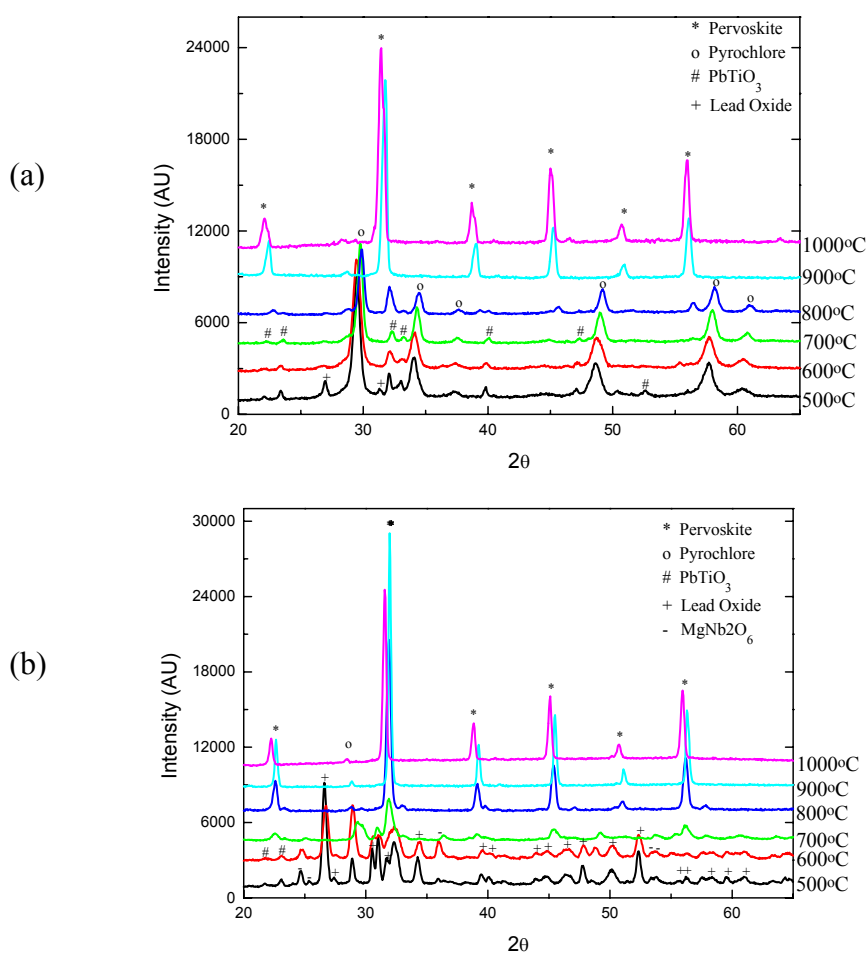 (a)
Intensity (AU)
24000
18000
12000
6000
0
* Pervoskite
o Pyrochlore
# PbTiO3
+ Lead Oxide
* * * * * *
o o o o o o
# # # # # # #
+ +
1000oC
900oC
800oC
700oC
600oC
500oC
20 30 40 50 60
2θ
(b)
Intensity (AU)
30000
24000
18000
12000
6000
0
* Pervoskite
o Pyrochlore
# PbTiO3
+ Lead Oxide
- MgNb2O6
* * * * * *
o
# #
1000oC
900oC
800oC
700oC
600oC
500oC
20 30 40 50 60
2θ